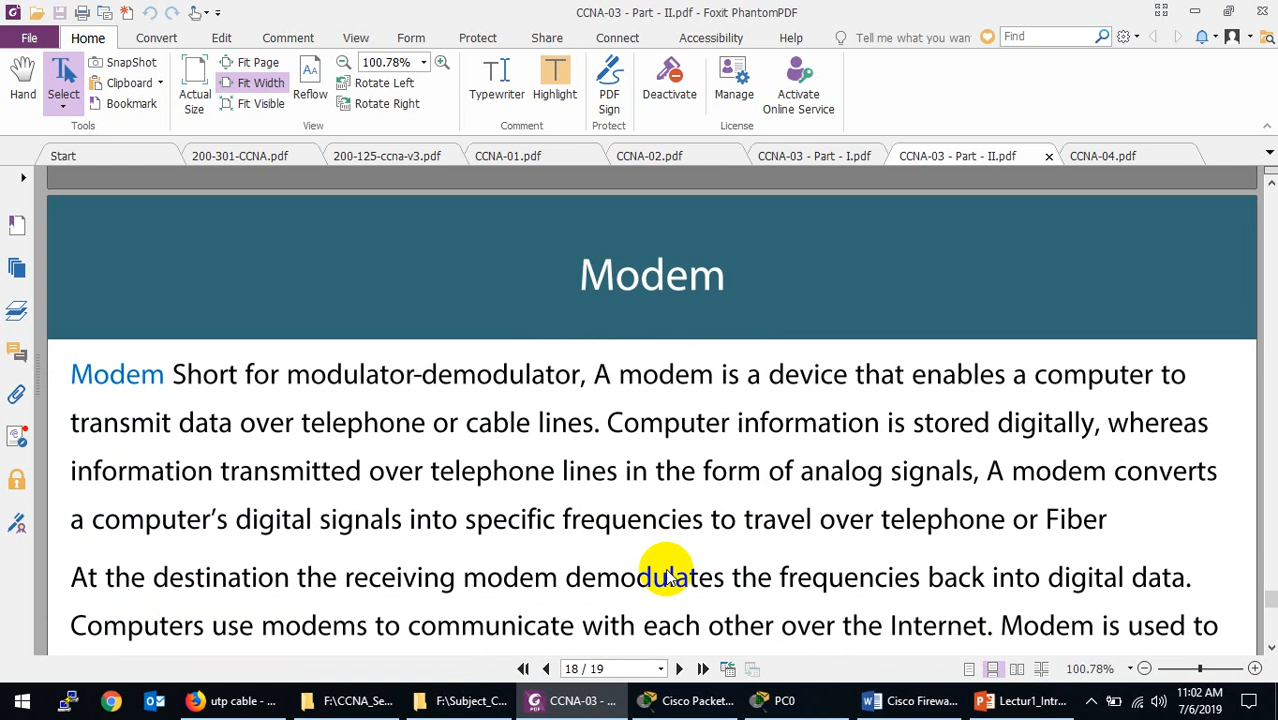 CCNA-03 - Part - II.pdf - Foxit PhantomPDF
File Home Convert Edit Comment View Form Protect Share Connect Accessibility Help Tell me what you want. Find
Hand
Select
SnapShot
Clipboard
Bookmark
Tools
Actual Size
Fit Page
Fit Width
Fit Visible
Reflow
100.78%
Rotate Left
Rotate Right
View
Typewriter
Highlight
Comment
PDF Sign
Protect
Deactivate
Manage
Activate Online Service
License
Start 200-301-CCNA.pdf 200-125-ccna-v3.pdf CCNA-01.pdf CCNA-02.pdf CCNA-03 - Part - I.pdf CCNA-03 - Part - II.pdf CCNA-04.pdf
Modem
Modem Short for modulator-demodulator, A modem is a device that enables a computer to
transmit data over telephone or cable lines. Computer information is stored digitally, whereas
information transmitted over telephone lines in the form of analog signals, A modem converts
a computer's digital signals into specific frequencies to travel over telephone or Fiber
At the destination the receiving modem demodulates the frequencies back into digital data.
Computers use modems to communicate with each other over the Internet. Modem is used to
18 / 19 100.78%
utp cable - ... F:\CCNA_Se... F:\Subject_C... CCNA-03 - ... Cisco Packet... PC0 Cisco Firewa... Lectur1_Intr...
11:02 AM
7/6/2019